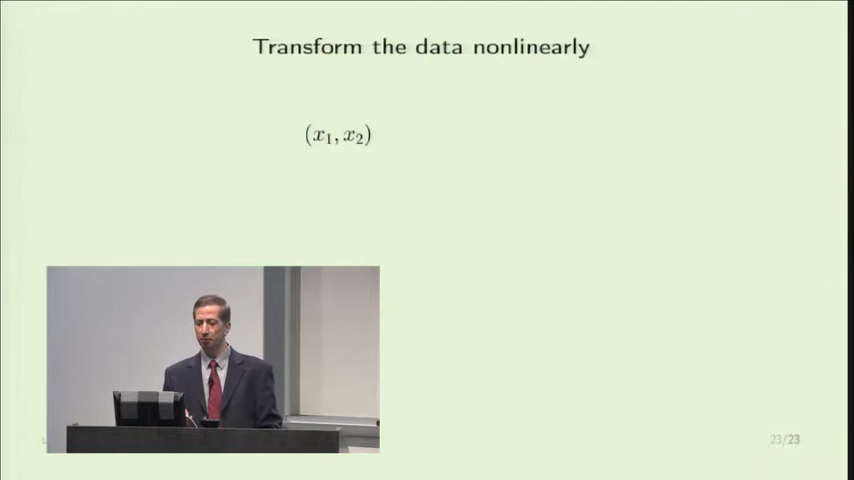 Transform the data nonlinearly
(x₁, x₂)
23/23